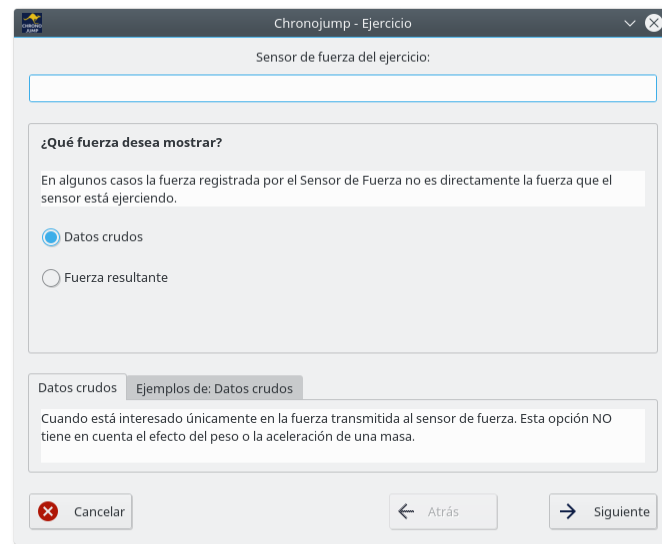 CHRONO
JUMP
Chronojump - Ejercicio
Sensor de fuerza del ejercicio:
¿Qué fuerza desea mostrar?
En algunos casos la fuerza registrada por el Sensor de Fuerza no es directamente la fuerza que el
sensor está ejerciendo.
Datos crudos
Fuerza resultante
Datos crudos
Ejemplos de: Datos crudos
Cuando está interesado únicamente en la fuerza transmitida al sensor de fuerza. Esta opción NO
tiene en cuenta el efecto del peso o la aceleración de una masa.
Cancelar
Atrás
Siguiente